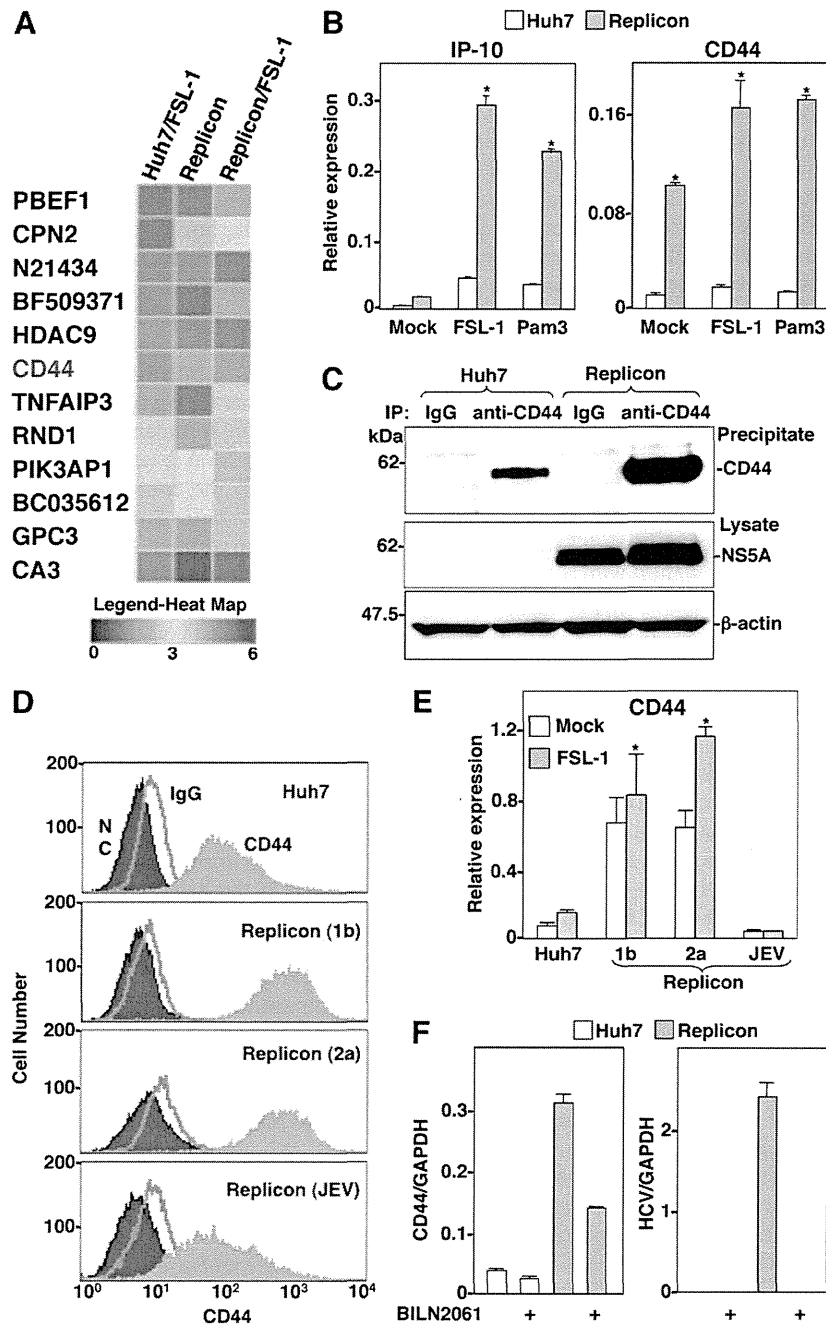 A
Huh7/FSL-1
Replicon
Replicon/FSL-1
PBEF1
CPN2
N21434
BF509371
HDAC9
CD44
TNFAIP3
RND1
PIK3AP1
BC035612
GPC3
CA3
Legend-Heat Map
0 3 6
B
Huh7 Replicon
IP-10
CD44
Relative expression
0.3
0.2
0.1
0
* *
Mock FSL-1 Pam3
0.16
0.08
0
* * *
Mock FSL-1 Pam3
C
Huh7 Replicon
IP: IgG anti-CD44 IgG anti-CD44
kDa
Precipitate
62
-CD44
Lysate
62
-NS5A
47.5
-β-actin
D
Cell Number
200
100
NC
IgG
Huh7
CD44
200
100
Replicon (1b)
200
100
Replicon (2a)
200
100
Replicon (JEV)
10⁰ 10¹ 10² 10³ 10⁴
CD44
E
CD44
Mock
FSL-1
Relative expression
1.2
0.8
0.4
0
* *
Huh7 1b 2a JEV
Replicon
F
Huh7 Replicon
CD44/GAPDH
0.3
0.2
0.1
0
HCV/GAPDH
2
1
0
BILN2061 + + + +